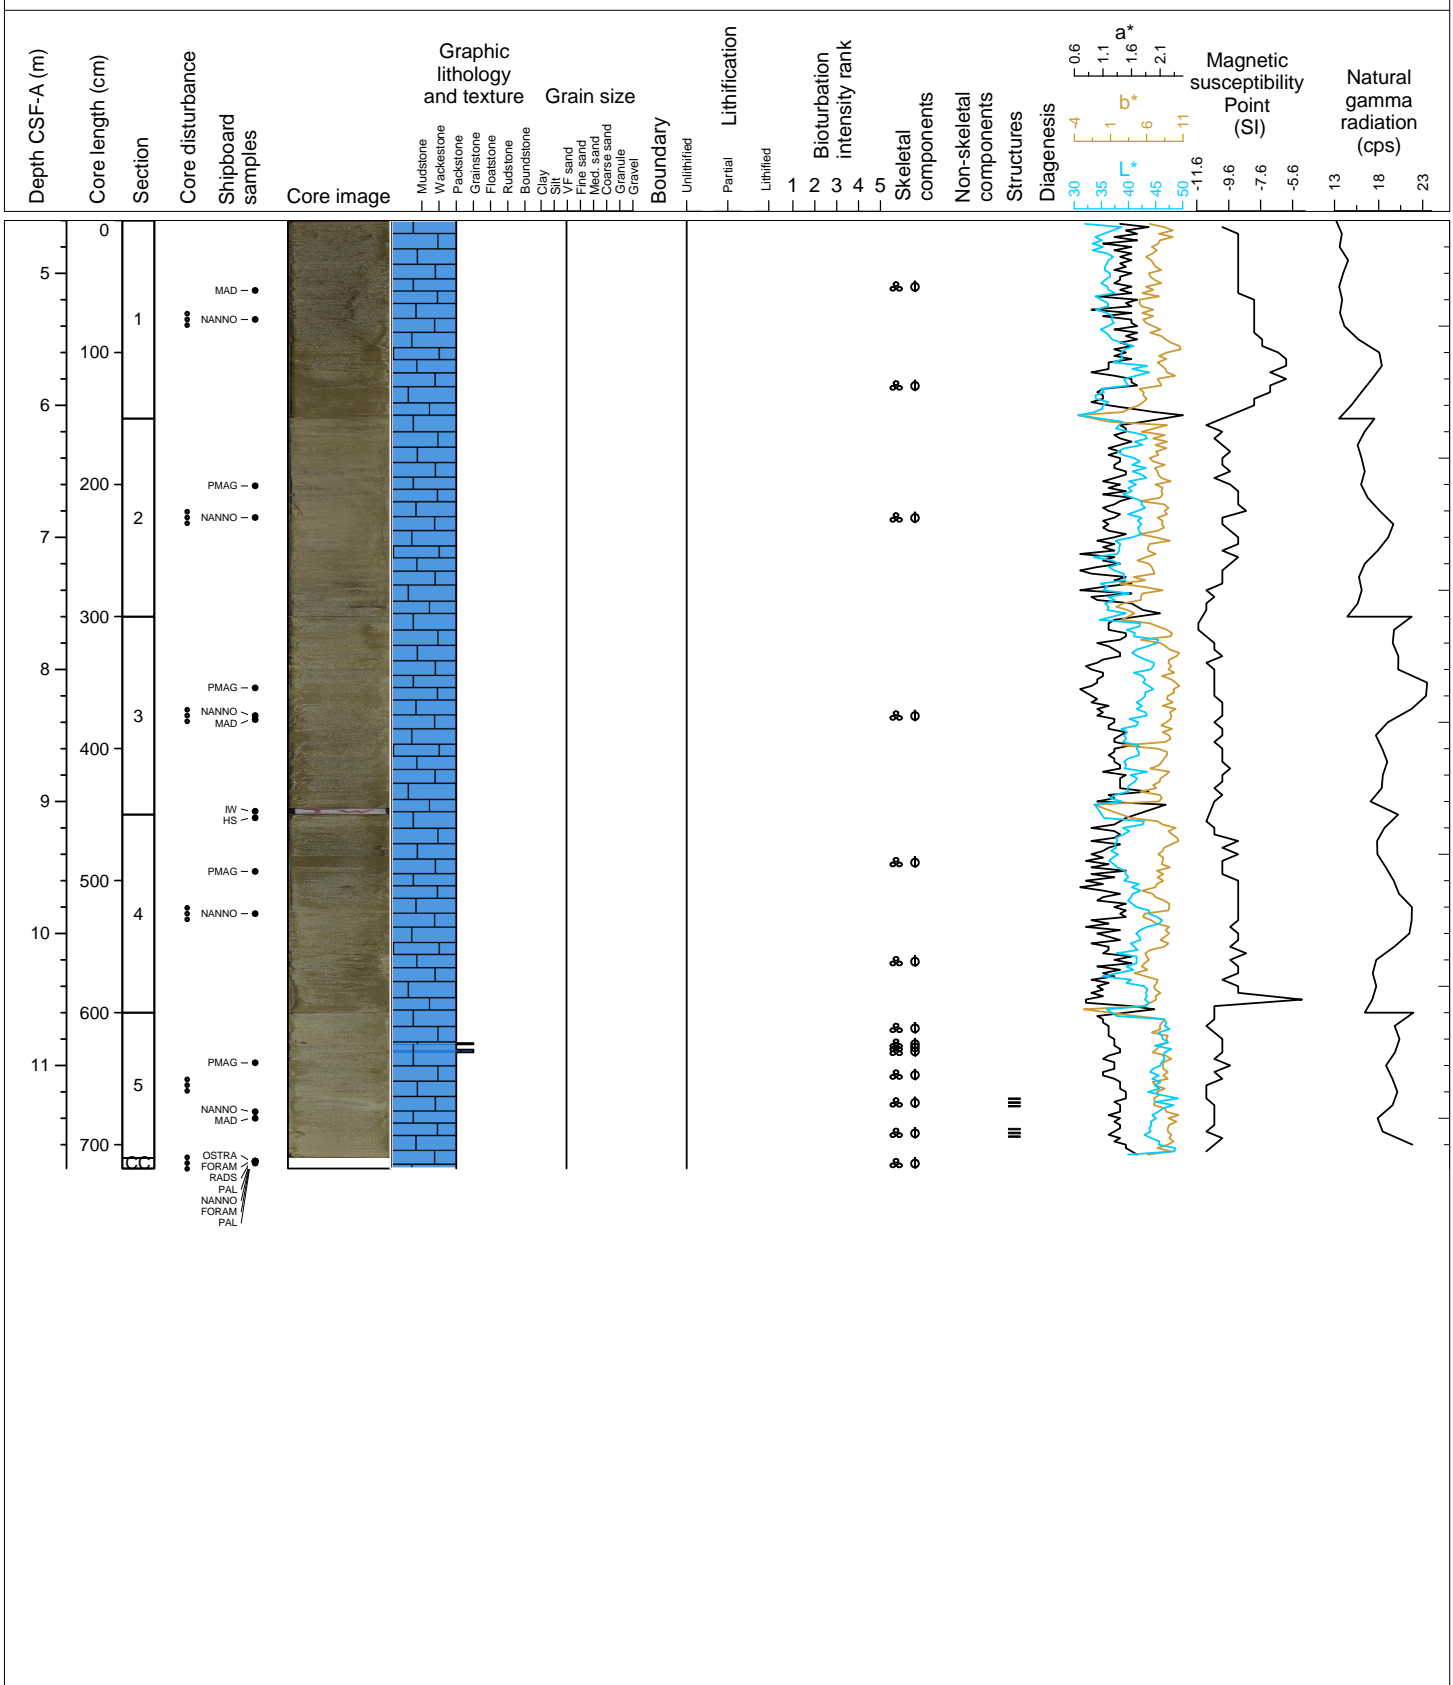 Depth CSF-A (m)
Core length (cm)
Section
Core disturbance
Shipboard
samples
Core image
Graphic
lithology
and texture
Mudstone
Wackestone
Packstone
Grainstone
Floatstone
Rudstone
Boundstone
Grain size
Clay
Silt
VF sand
Fine sand
Med. sand
Coarse sand
Granule
Gravel
Boundary
Lithification
Unlithified
Partial
Lithified
Bioturbation
intensity rank
1 2 3 4 5
Skeletal
components
Non-skeletal
components
Structures
Diagenesis
a*
0.6 1.1 1.6 2.1
b*
-4 1 6 11
L*
30 35 40 45 50
Magnetic
susceptibility
Point
(SI)
-11.6 -9.6 -7.6 -5.6
Natural
gamma
radiation
(cps)
13 18 23
0
5
MAD
1
NANNO
100
6
PMAG
200
2
NANNO
7
300
8
PMAG
3
NANNO
MAD
400
9
IW
HS
PMAG
500
4
NANNO
10
600
PMAG
11
5
NANNO
MAD
700
CC
OSTRA
FORAM
RADS
PAL
NANNO
FORAM
PAL